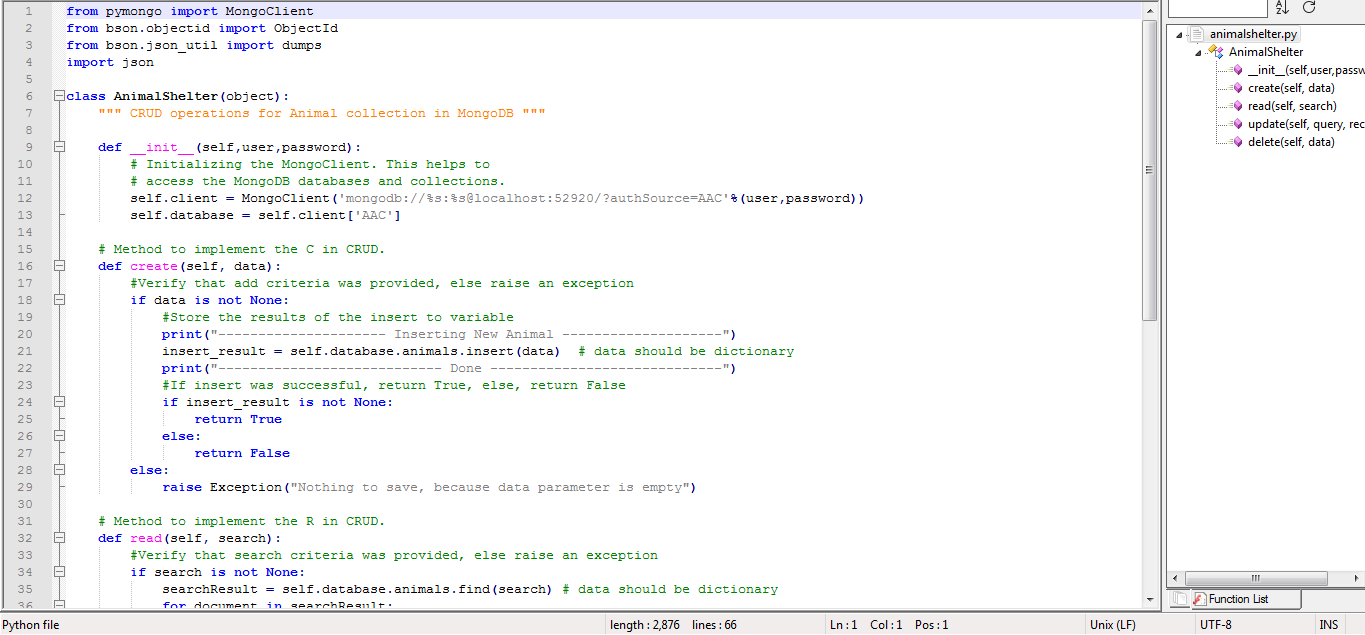 1 from pymongo import MongoClient
2 from bson.objectid import ObjectId
3 from bson.json_util import dumps
4 import json
5
6 class AnimalShelter(object):
7 """ CRUD operations for Animal collection in MongoDB """
8
9 def __init__(self,user,password):
10 # Initializing the MongoClient. This helps to
11 # access the MongoDB databases and collections.
12 self.client = MongoClient('mongodb://%s:%s@localhost:52920/?authSource=AAC'%(user,password))
13 self.database = self.client['AAC']
14
15 # Method to implement the C in CRUD.
16 def create(self, data):
17 #Verify that add criteria was provided, else raise an exception
18 if data is not None:
19 #Store the results of the insert to variable
20 print("--------------------- Inserting New Animal --------------------")
21 insert_result = self.database.animals.insert(data)  # data should be dictionary
22 print("---------------------------- Done -----------------------------")
23 #If insert was successful, return True, else, return False
24 if insert_result is not None:
25 return True
26 else:
27 return False
28 else:
29 raise Exception("Nothing to save, because data parameter is empty")
30
31 # Method to implement the R in CRUD.
32 def read(self, search):
33 #Verify that search criteria was provided, else raise an exception
34 if search is not None:
35 searchResult = self.database.animals.find(search) # data should be dictionary
36 for document in searchResult:
animalshelter.py
AnimalShelter
__init__(self,user,passw
create(self, data)
read(self, search)
update(self, query, rec
delete(self, data)
Function List
Python file
length : 2,876 lines : 66
Ln : 1 Col : 1 Pos : 1
Unix (LF)
UTF-8
INS